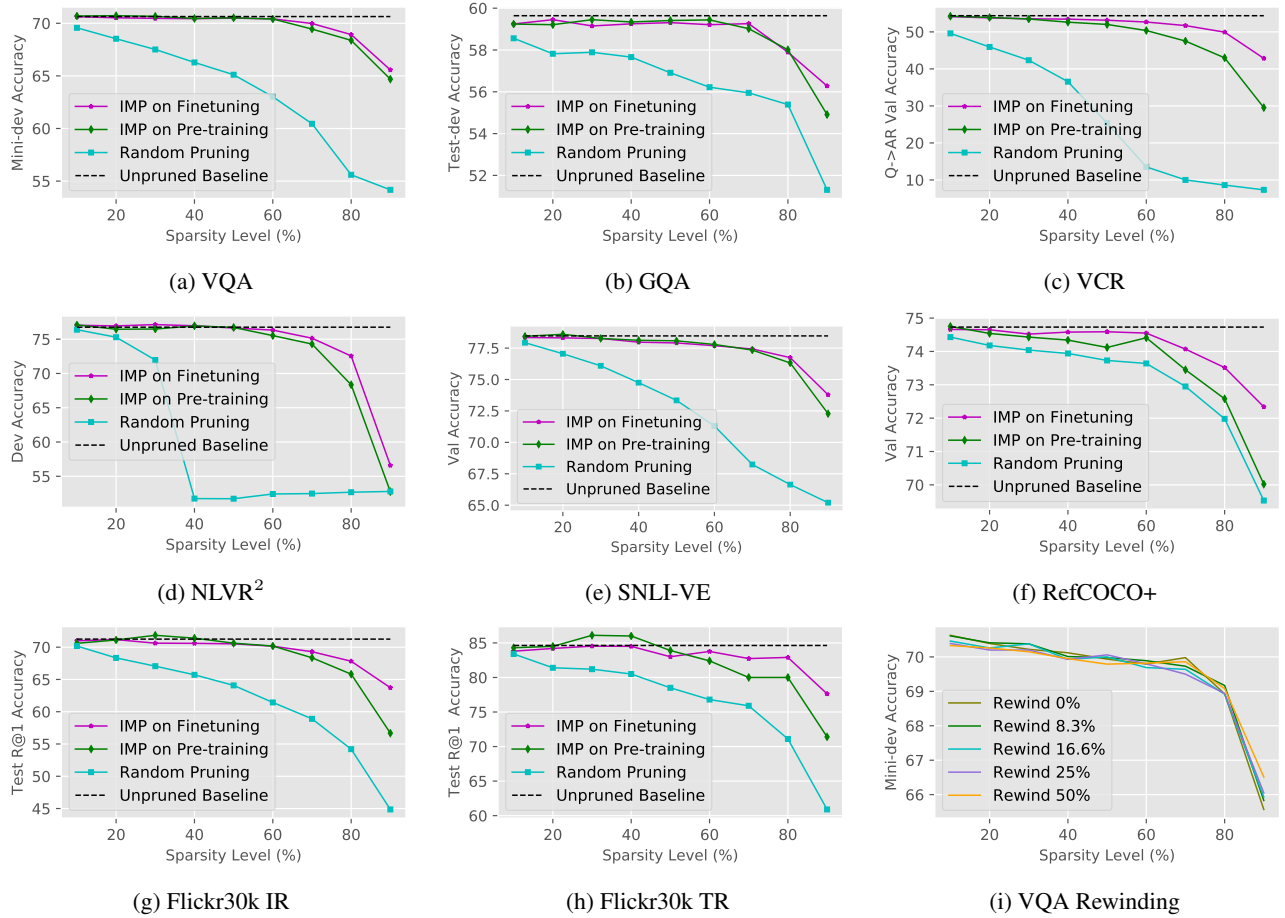 70
65
60
55
Mini-dev Accuracy
IMP on Finetuning
IMP on Pre-training
Random Pruning
Unpruned Baseline
20 40 60 80
Sparsity Level (%)
(a) VQA
60
58
56
54
52
Test-dev Accuracy
IMP on Finetuning
IMP on Pre-training
Random Pruning
Unpruned Baseline
20 40 60 80
Sparsity Level (%)
(b) GQA
50
40
30
20
10
Q->AR Val Accuracy
IMP on Finetuning
IMP on Pre-training
Random Pruning
Unpruned Baseline
20 40 60 80
Sparsity Level (%)
(c) VCR
75
70
65
60
55
Dev Accuracy
IMP on Finetuning
IMP on Pre-training
Random Pruning
Unpruned Baseline
20 40 60 80
Sparsity Level (%)
(d) NLVR²
77.5
75.0
72.5
70.0
67.5
65.0
Val Accuracy
IMP on Finetuning
IMP on Pre-training
Random Pruning
Unpruned Baseline
20 40 60 80
Sparsity Level (%)
(e) SNLI-VE
75
74
73
72
71
70
Val Accuracy
IMP on Finetuning
IMP on Pre-training
Random Pruning
Unpruned Baseline
20 40 60 80
Sparsity Level (%)
(f) RefCOCO+
70
65
60
55
50
45
Test R@1 Accuracy
IMP on Finetuning
IMP on Pre-training
Random Pruning
Unpruned Baseline
20 40 60 80
Sparsity Level (%)
(g) Flickr30k IR
85
80
75
70
65
60
Test R@1 Accuracy
IMP on Finetuning
IMP on Pre-training
Random Pruning
Unpruned Baseline
20 40 60 80
Sparsity Level (%)
(h) Flickr30k TR
70
69
68
67
66
Mini-dev Accuracy
Rewind 0%
Rewind 8.3%
Rewind 16.6%
Rewind 25%
Rewind 50%
20 40 60 80
Sparsity Level (%)
(i) VQA Rewinding